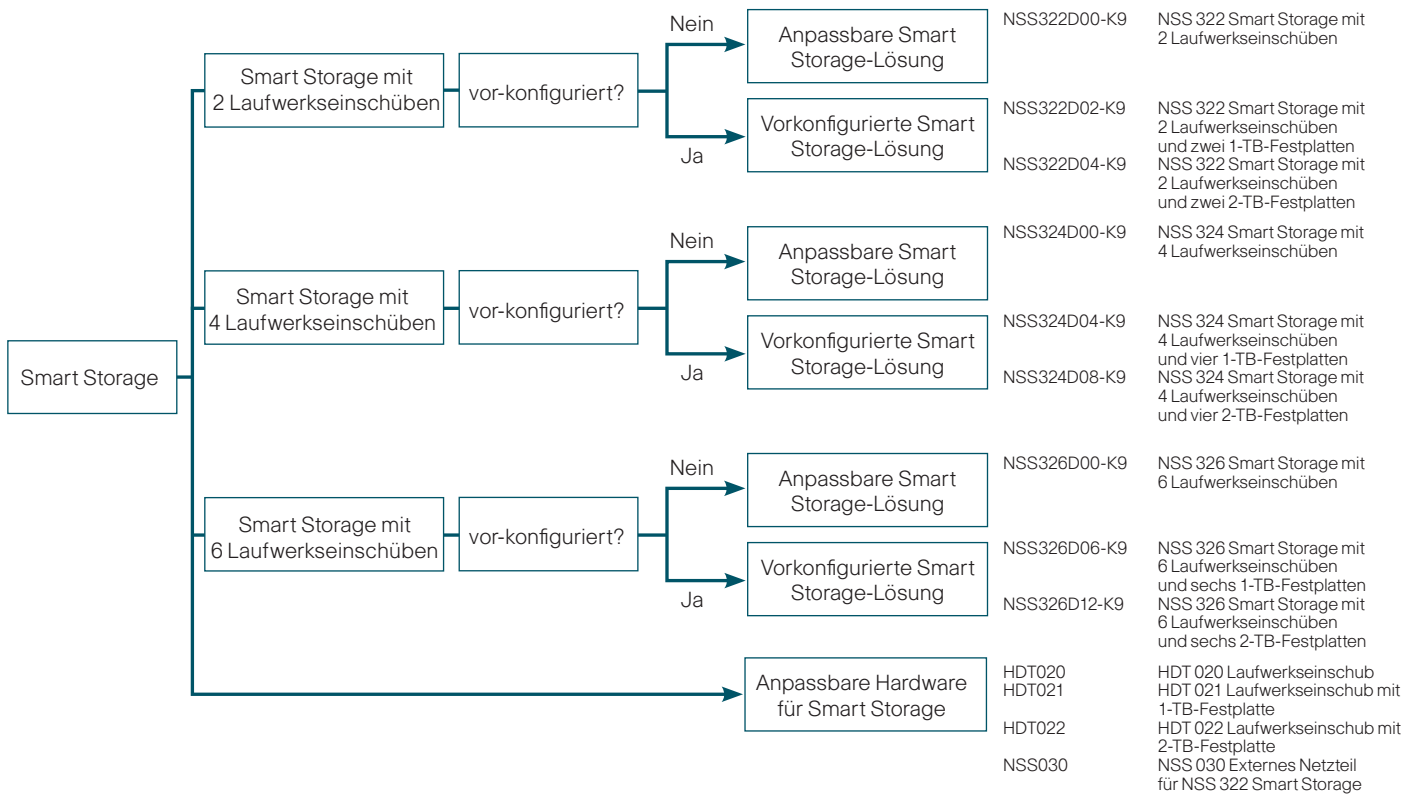 Smart Storage
Smart Storage mit
2 Laufwerkseinschüben
vor-konfiguriert?
Nein
Anpassbare Smart
Storage-Lösung
NSS322D00-K9 NSS 322 Smart Storage mit
2 Laufwerkseinschüben
Ja
Vorkonfigurierte Smart
Storage-Lösung
NSS322D02-K9 NSS 322 Smart Storage mit
2 Laufwerkseinschüben
und zwei 1-TB-Festplatten
NSS322D04-K9 NSS 322 Smart Storage mit
2 Laufwerkseinschüben
und zwei 2-TB-Festplatten
Smart Storage mit
4 Laufwerkseinschüben
vor-konfiguriert?
Nein
Anpassbare Smart
Storage-Lösung
NSS324D00-K9 NSS 324 Smart Storage mit
4 Laufwerkseinschüben
Ja
Vorkonfigurierte Smart
Storage-Lösung
NSS324D04-K9 NSS 324 Smart Storage mit
4 Laufwerkseinschüben
und vier 1-TB-Festplatten
NSS324D08-K9 NSS 324 Smart Storage mit
4 Laufwerkseinschüben
und vier 2-TB-Festplatten
Smart Storage mit
6 Laufwerkseinschüben
vor-konfiguriert?
Nein
Anpassbare Smart
Storage-Lösung
NSS326D00-K9 NSS 326 Smart Storage mit
6 Laufwerkseinschüben
Ja
Vorkonfigurierte Smart
Storage-Lösung
NSS326D06-K9 NSS 326 Smart Storage mit
6 Laufwerkseinschüben
und sechs 1-TB-Festplatten
NSS326D12-K9 NSS 326 Smart Storage mit
6 Laufwerkseinschüben
und sechs 2-TB-Festplatten
Anpassbare Hardware
für Smart Storage
HDT020 HDT 020 Laufwerkseinschub
HDT021 HDT 021 Laufwerkseinschub mit
1-TB-Festplatte
HDT022 HDT 022 Laufwerkseinschub mit
2-TB-Festplatte
NSS030 NSS 030 Externes Netzteil
für NSS 322 Smart Storage